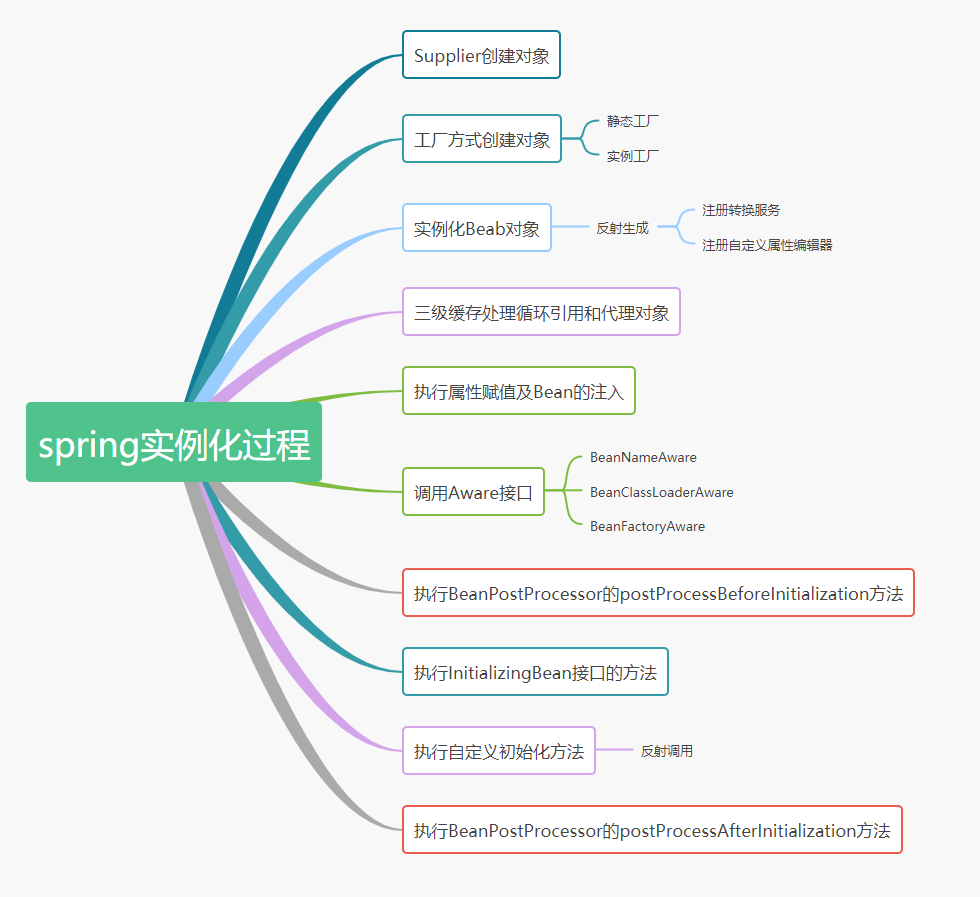 Supplier创建对象
工厂方式创建对象
静态工厂
实例工厂
实例化Beab对象
反射生成
注册转换服务
注册自定义属性编辑器
三级缓存处理循环引用和代理对象
执行属性赋值及Bean的注入
spring实例化过程
调用Aware接口
BeanNameAware
BeanClassLoaderAware
BeanFactoryAware
执行BeanPostProcessor的postProcessBeforeInitialization方法
执行InitializingBean接口的方法
执行自定义初始化方法
反射调用
执行BeanPostProcessor的postProcessAfterInitialization方法